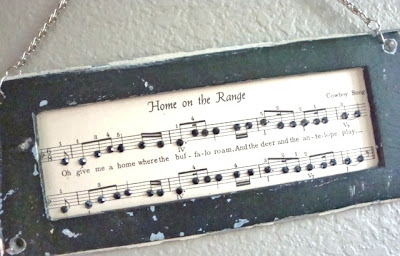 Home on the Range
Cowboy Song
Oh give me a home where the buf-fa-lo roam, And the deer and the an-te-lope play,